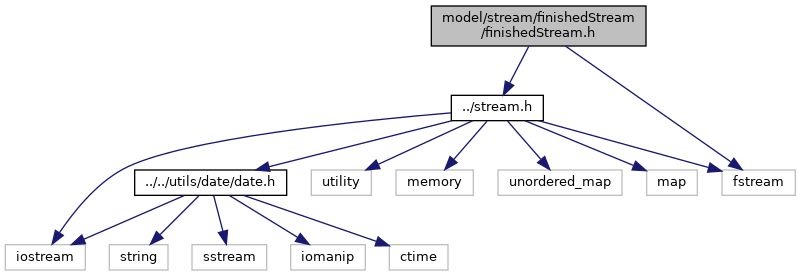 model/stream/finishedStream
/finishedStream.h
../stream.h
../../utils/date/date.h
utility
memory
unordered_map
map
fstream
iostream
string
sstream
iomanip
ctime